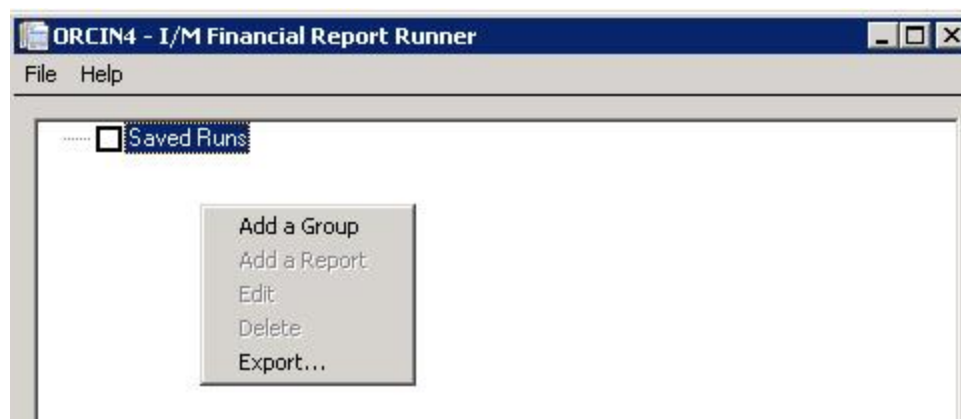 ORCIN4 - I/M Financial Report Runner
File Help
Saved Runs
Add a Group
Add a Report
Edit
Delete
Export...